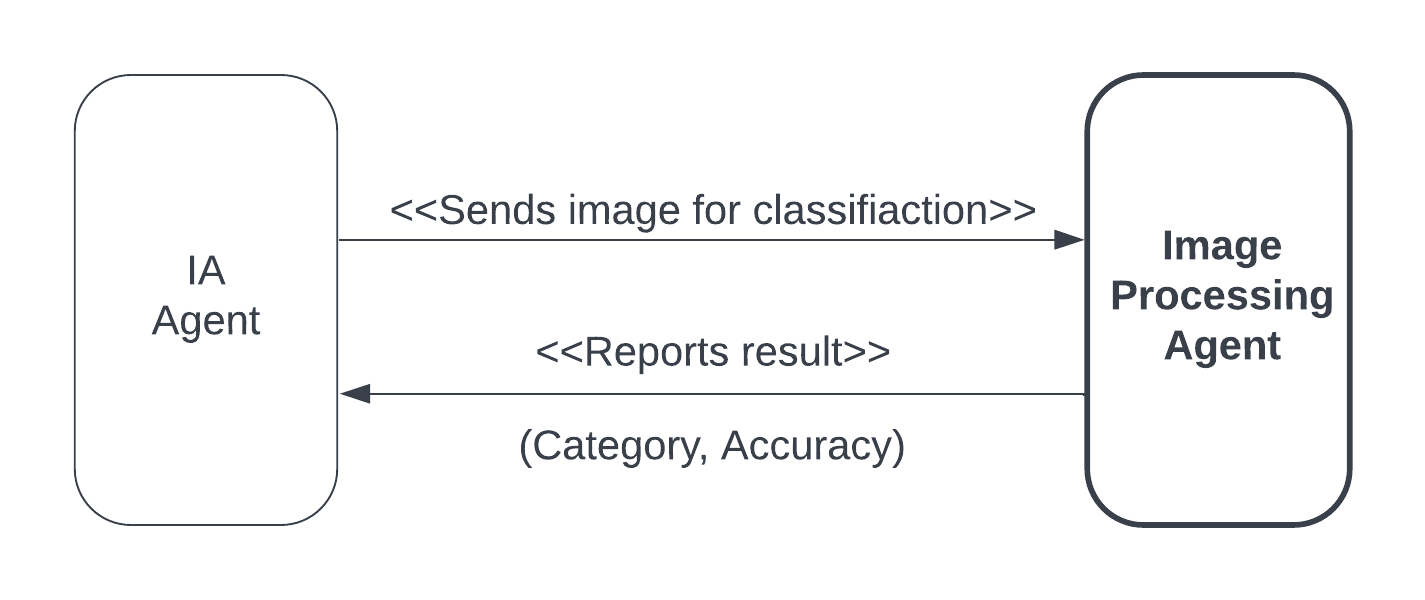 IA
Agent
<<Sends image for classifiaction>>
<<Reports result>>
(Category, Accuracy)
Image
Processing
Agent